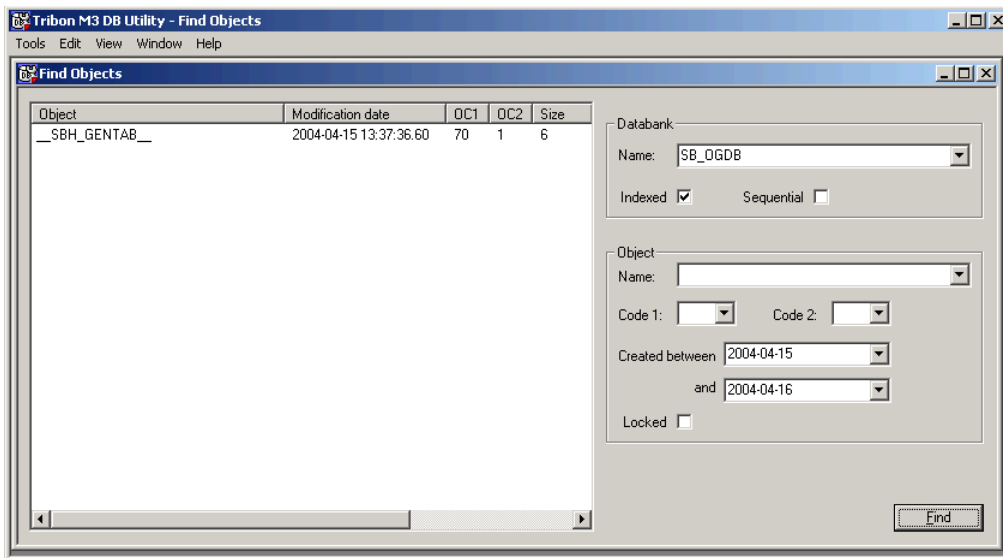 Tribon M3 DB Utility - Find Objects
Tools Edit View Window Help
Find Objects
Object Modification date OC1 OC2 Size
__SBH_GENTAB__ 2004-04-15 13:37:36.60 70 1 6
Databank
Name: SB_OGDB
Indexed Sequential
Object
Name:
Code 1: Code 2:
Created between 2004-04-15
and 2004-04-16
Locked
Find